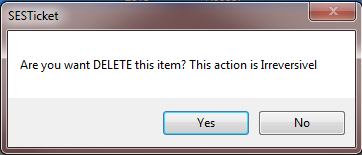 SESTicket
Are you want DELETE this item? This action is Irreversivel
Yes
No